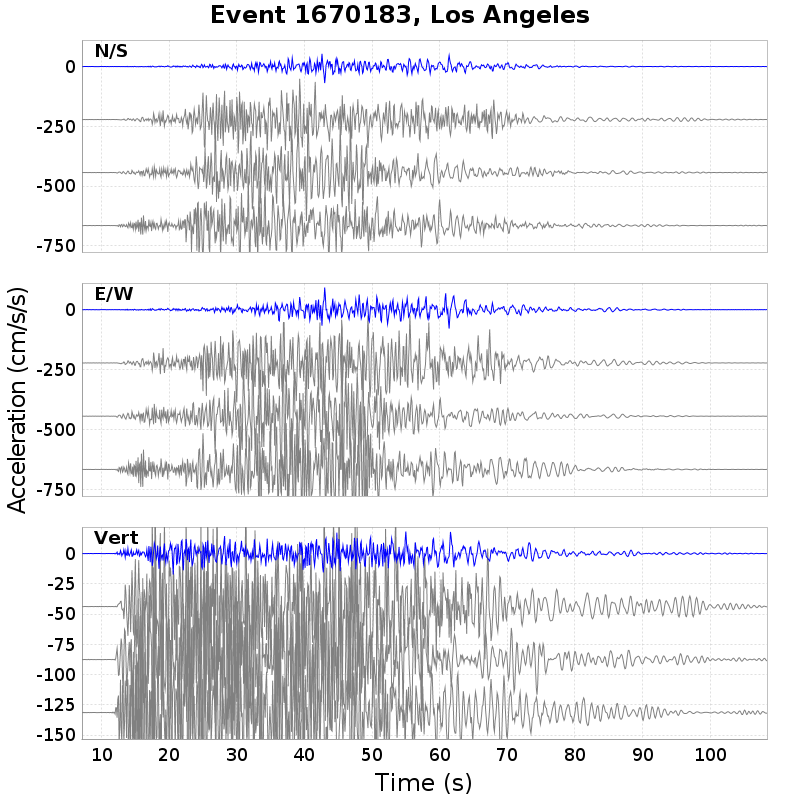 Event 1670183, Los Angeles
N/S
0
-250
-500
-750
E/W
0
-250
-500
-750
Vert
0
-25
-50
-75
-100
-125
-150
10 20 30 40 50 60 70 80 90 100
Time (s)
Acceleration (cm/s/s)